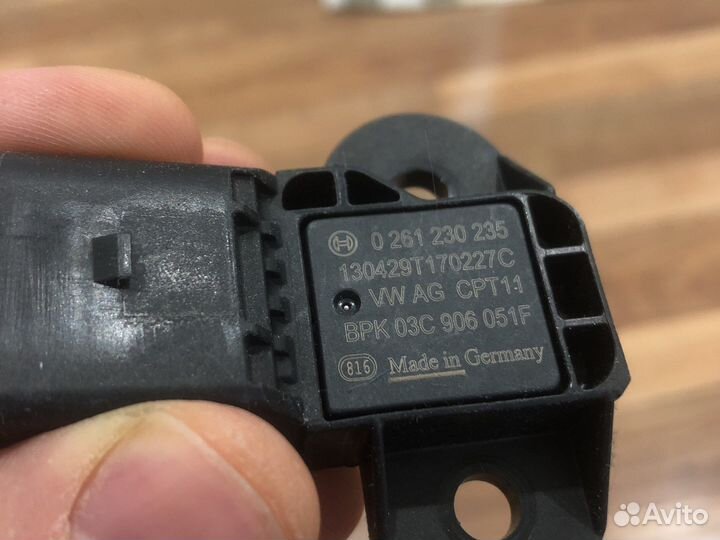 0 261 230 235
130429T170227C
VW AG CPT11
BPK 03C 906 051F
816 Made in Germany
Avito